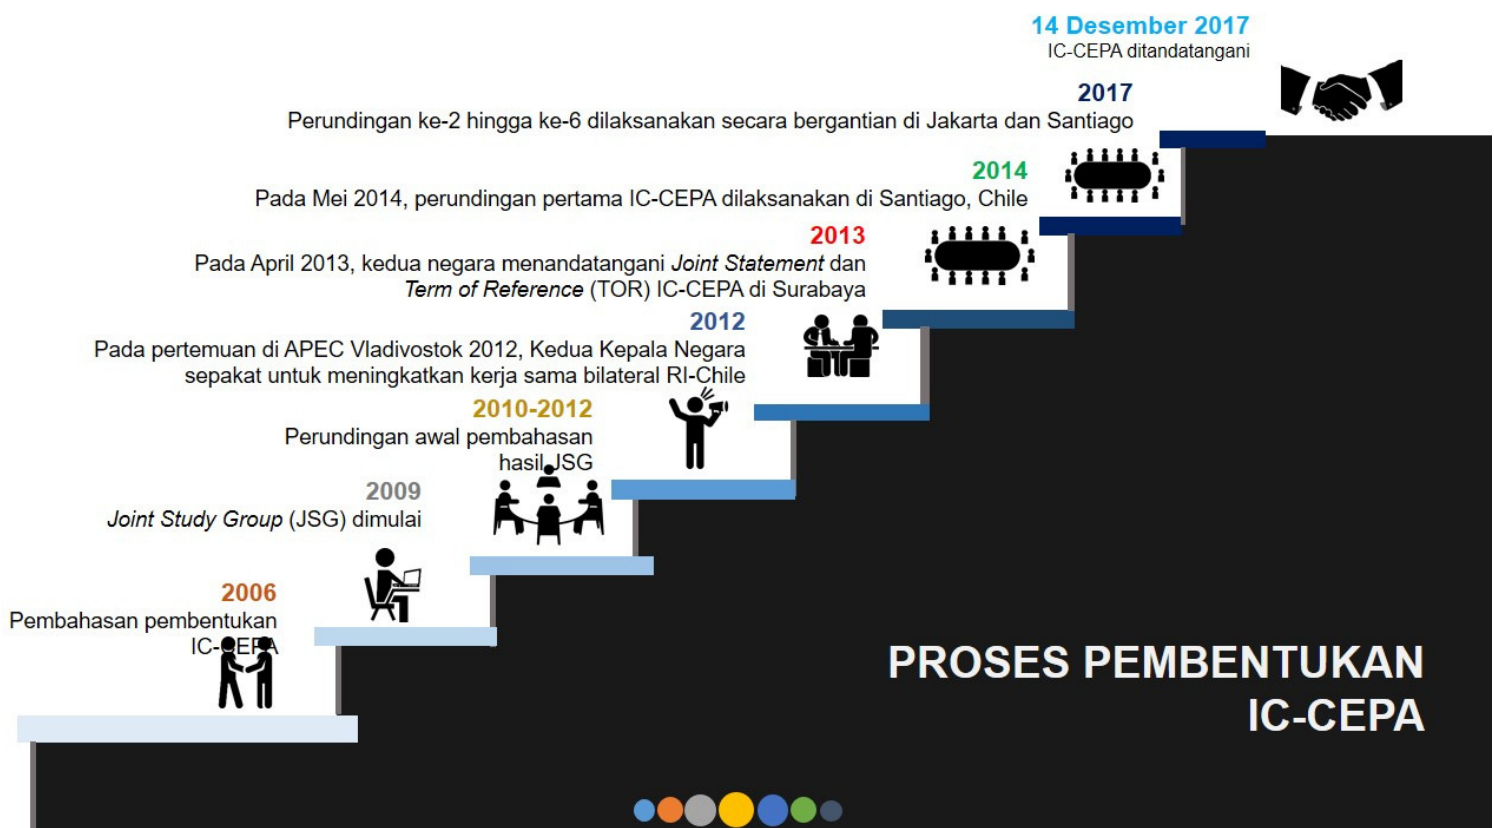 14 Desember 2017
IC-CEPA ditandatangani
2017
Perundingan ke-2 hingga ke-6 dilaksanakan secara bergantian di Jakarta dan Santiago
2014
Pada Mei 2014, perundingan pertama IC-CEPA dilaksanakan di Santiago, Chile
2013
Pada April 2013, kedua negara menandatangani Joint Statement dan
Term of Reference (TOR) IC-CEPA di Surabaya
2012
Pada pertemuan di APEC Vladivostok 2012, Kedua Kepala Negara
sepakat untuk meningkatkan kerja sama bilateral RI-Chile
2010-2012
Perundingan awal pembahasan
hasil JSG
2009
Joint Study Group (JSG) dimulai
2006
Pembahasan pembentukan
IC-CEPA
PROSES PEMBENTUKAN
IC-CEPA